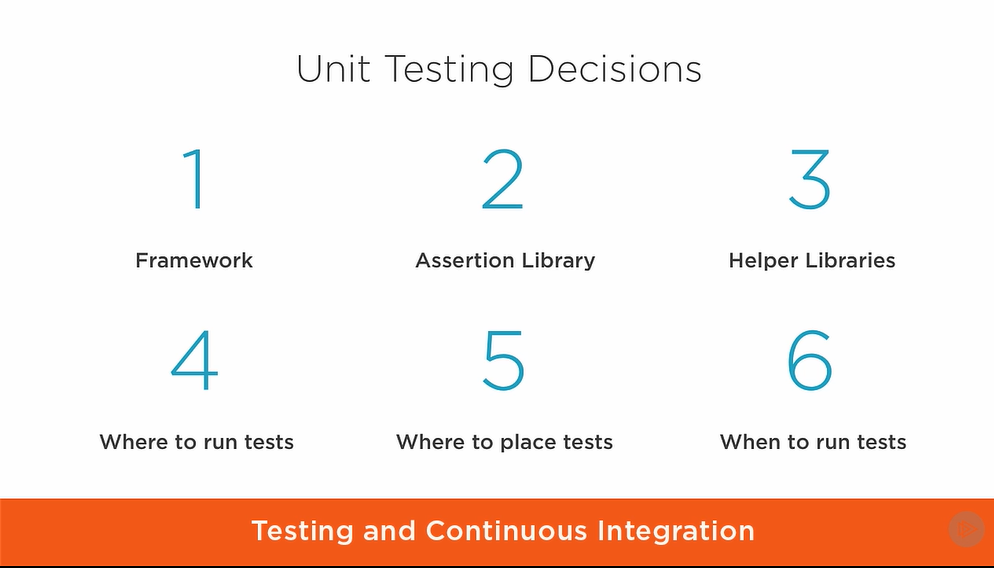 Unit Testing Decisions
1
2
3
Framework
Assertion Library
Helper Libraries
4
5
6
Where to run tests
Where to place tests
When to run tests
Testing and Continuous Integration